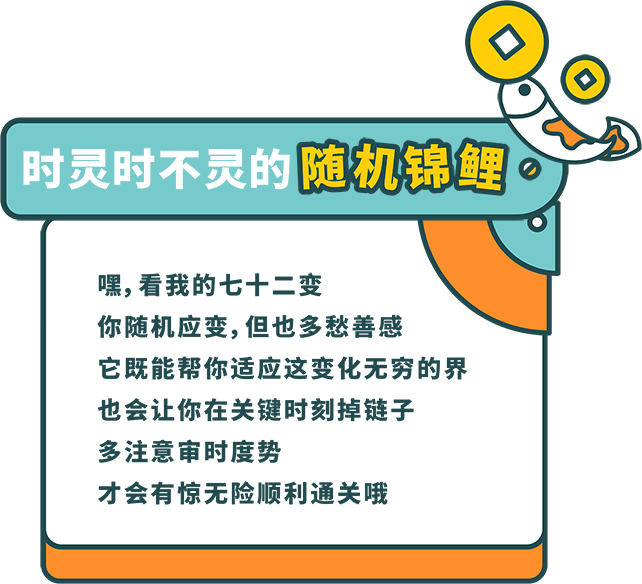 时灵时不灵的随机锦鲤
嘿,看我的七十二变
你随机应变,但也多愁善感
它既能帮你适应这变化无穷的界
也会让你在关键时刻掉链子
多注意审时度势
才会有惊无险顺利通关哦